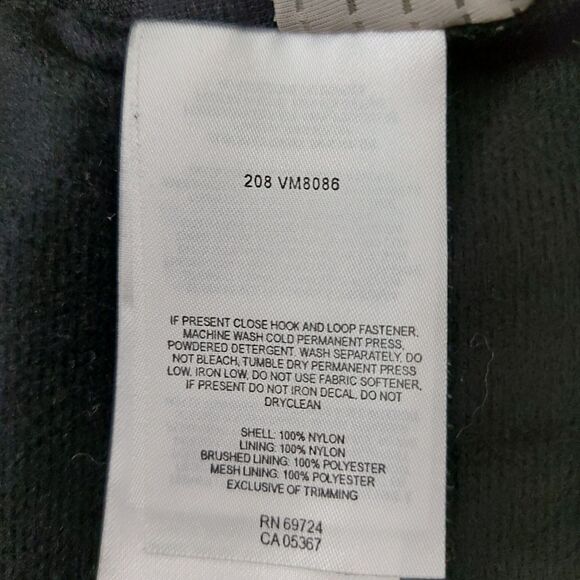 208 VM8086
IF PRESENT CLOSE HOOK AND LOOP FASTENER,
MACHINE WASH COLD PERMANENT PRESS,
POWDERED DETERGENT. WASH SEPARATELY, DO
NOT BLEACH, TUMBLE DRY PERMANENT PRESS
LOW, IRON LOW, DO NOT USE FABRIC SOFTENER,
IF PRESENT DO NOT IRON DECAL. DO NOT
DRYCLEAN
SHELL: 100% NYLON
LINING: 100% NYLON
BRUSHED LINING: 100% POLYESTER
MESH LINING: 100% POLYESTER
EXCLUSIVE OF TRIMMING
RN 69724
CA 05367